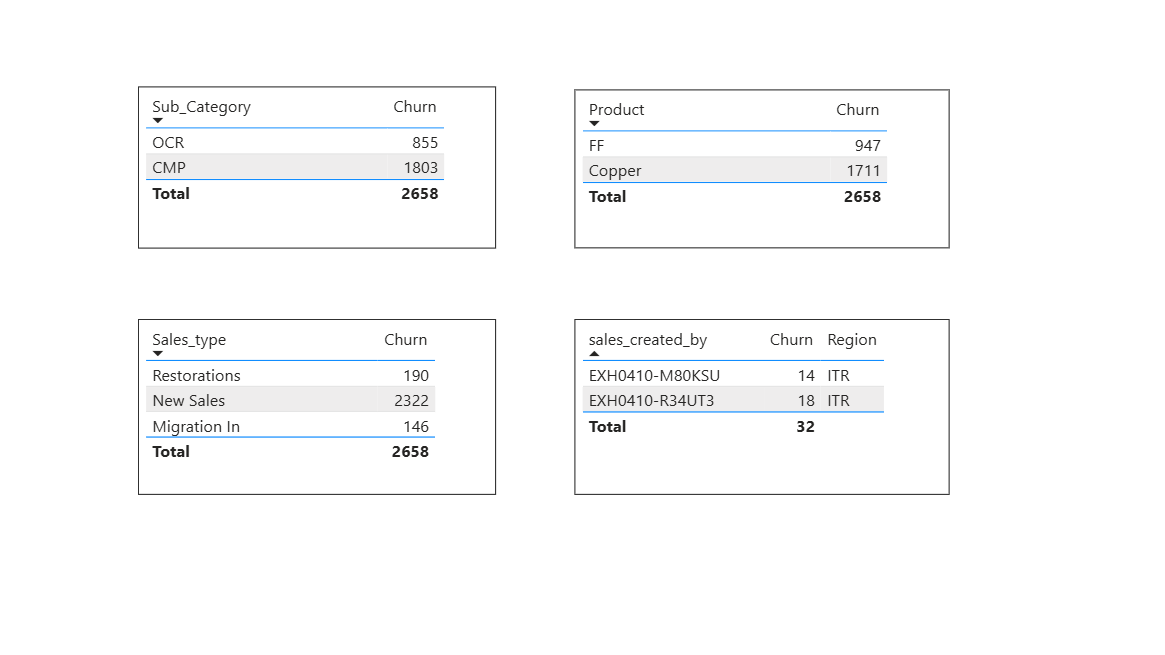 Sub_Category Churn
OCR 855
CMP 1803
Total 2658
Product Churn
FF 947
Copper 1711
Total 2658
Sales_type Churn
Restorations 190
New Sales 2322
Migration In 146
Total 2658
sales_created_by Churn Region
EXH0410-M80KSU 14 ITR
EXH0410-R34UT3 18 ITR
Total 32